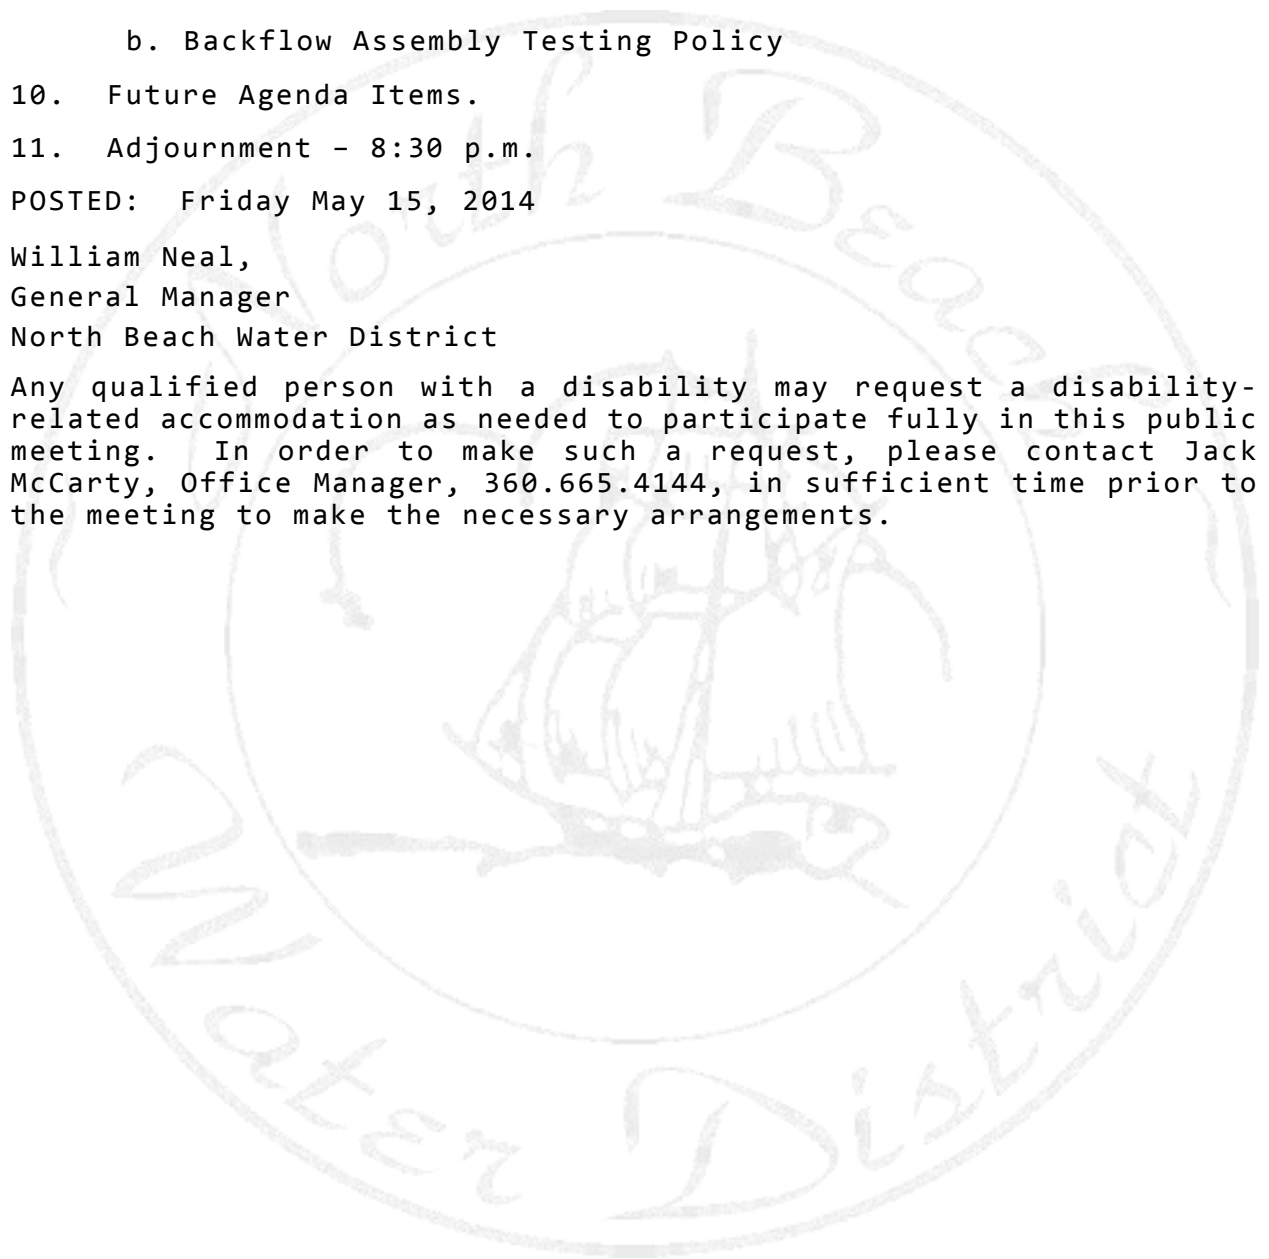 b. Backflow Assembly Testing Policy
10. Future Agenda Items.
11. Adjournment – 8:30 p.m.
POSTED: Friday May 15, 2014
William Neal,
General Manager
North Beach Water District
Any qualified person with a disability may request a disability-
related accommodation as needed to participate fully in this public
meeting. In order to make such a request, please contact Jack
McCarty, Office Manager, 360.665.4144, in sufficient time prior to
the meeting to make the necessary arrangements.
North Beach
Water District